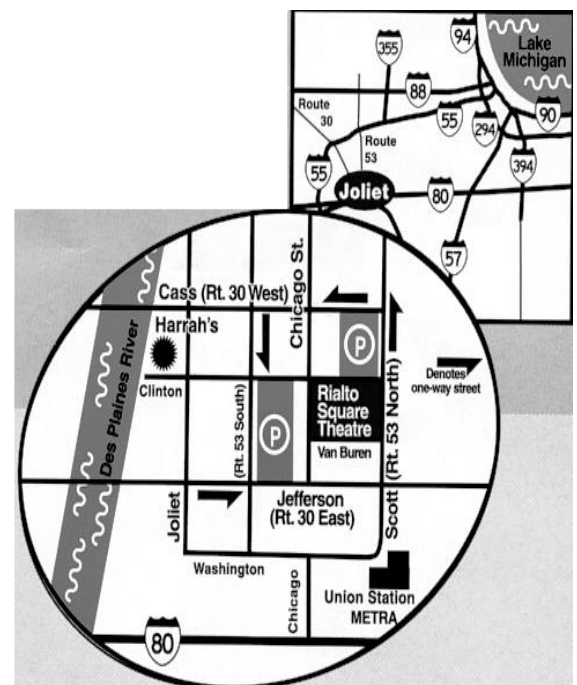 94
Lake
Michigan
355
88
Route
30
55
90
Route
53
294
55
394
Joliet
80
57
Chicago St.
Cass (Rt. 30 West)
Harrah's
P
Clinton
Denotes
one-way street
Des Plaines River
(Rt. 53 South)
P
Rialto
Square
Theatre
Van Buren
Scott (Rt. 53 North)
Joliet
Jefferson
(Rt. 30 East)
Washington
Chicago
Union Station
METRA
80